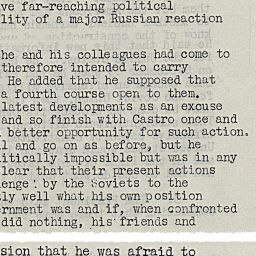 ve far-reaching political
lity of a major Russian reaction
he and his colleagues had come to
therefore intended to carry
He added that he supposed that
a fourth course open to them.
latest developments as an excuse
and so finish with Castro once and
better opportunity for such action.
l and go on as before, but he
itically impossible but was in any
lear that their present actions
enge' by the Soviets to the
ly well what his own position
ernment was and if, when confronted
did nothing, his friends and
sion that he was afraid to